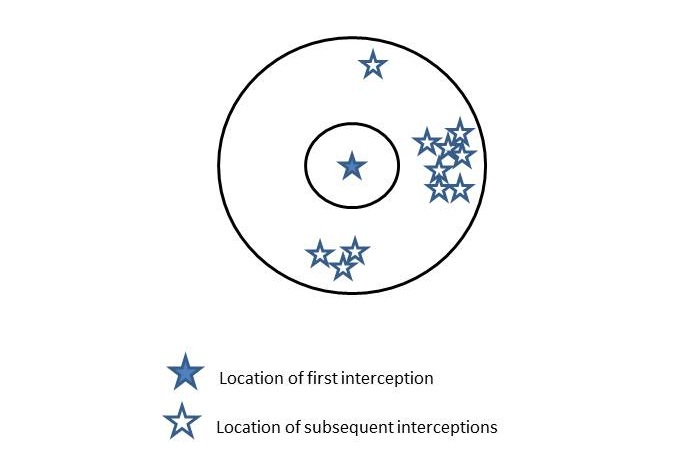 Location of first interception
Location of subsequent interceptions